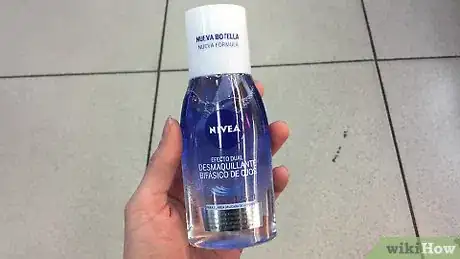 NUEVA BOTELLA
NUEVA FÓRMULA
NIVEA
EFECTO DUAL
DESMAQUILLANTE
BIFÁSICO DE OJOS
wikiHow